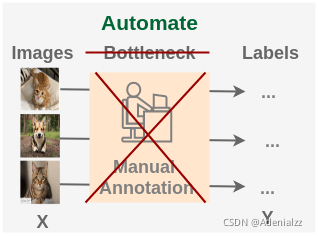 Automate
Images
Bottleneck
Labels
...
...
Manual
Annotation
...
X
Y
CSDN @Adenialzz